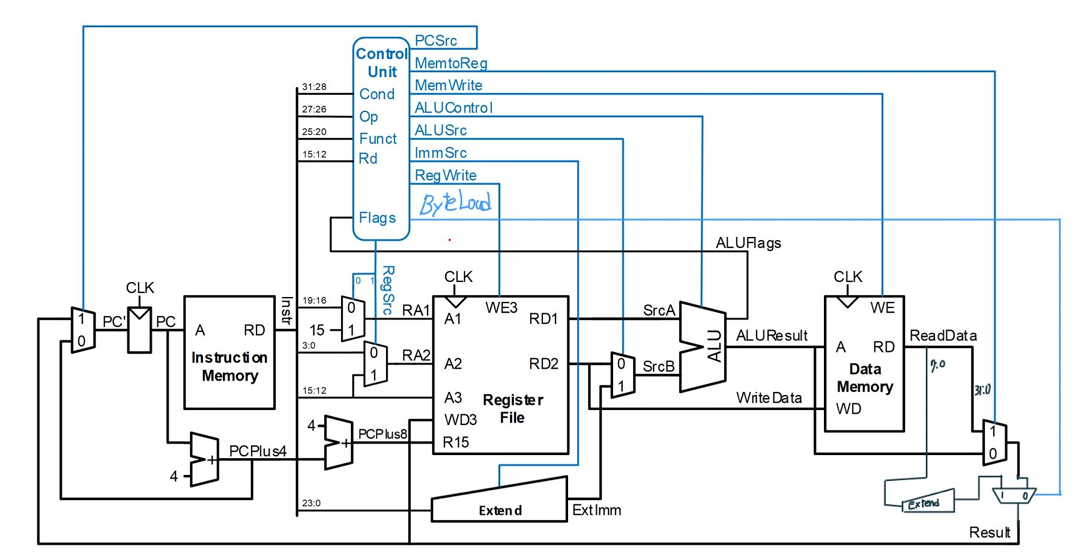 PCSrc
Control
Unit
MemtoReg
MemWrite
ALUControl
ALUSrc
ImmSrc
RegWrite
ByteLoad
31:28
Cond
27:26
Op
25:20
Funct
15:12
Rd
Flags
ALUFlags
RegSrc
0 1
CLK
CLK
CLK
Instr
19:16
0
RA1
A1
WE3
RD1
SrcA
ALU
WE
1
PC'
PC
A
RD
15
1
0
Instruction
Memory
3:0
0
RA2
A2
RD2
0
SrcB
1
ALUResult
A
RD
ReadData
Data
Memory
7:0
31:0
1
15:12
A3
Register
File
WriteData
WD
WD3
4
PCPlus8
R15
+
1
0
PCPlus4
4
+
23:0
Extend
ExtImm
Extend
1 0
Result